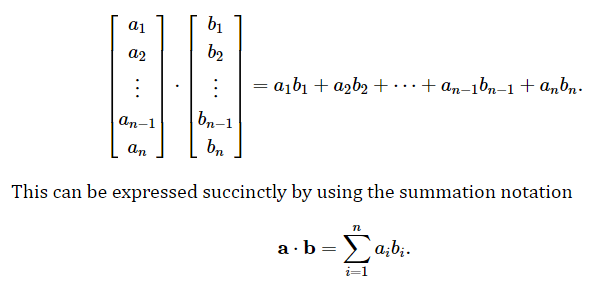 \begin{bmatrix} a_1 \\ a_2 \\ \vdots \\ a_{n-1} \\ a_n \end{bmatrix} \cdot \begin{bmatrix} b_1 \\ b_2 \\ \vdots \\ b_{n-1} \\ b_n \end{bmatrix} = a_1b_1 + a_2b_2 + \cdots + a_{n-1}b_{n-1} + a_nb_n.
This can be expressed succinctly by using the summation notation
\mathbf{a} \cdot \mathbf{b} = \sum_{i=1}^{n} a_ib_i.